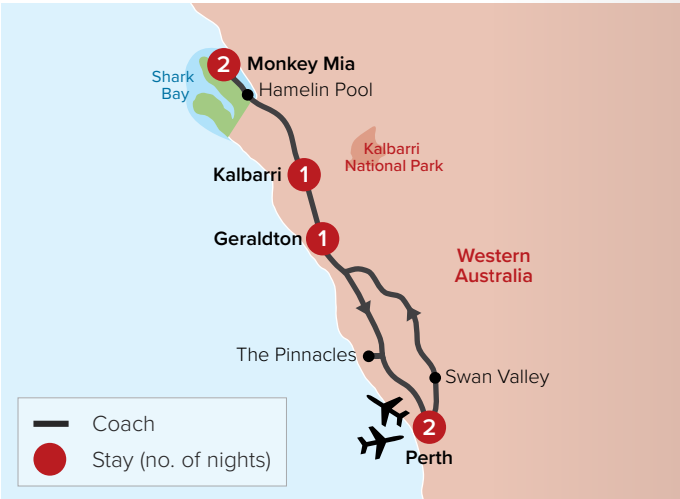 2 Monkey Mia
Shark
Bay
Hamelin Pool
Kalbarri
National Park
Kalbarri 1
Geraldton 1
Western
Australia
The Pinnacles
Swan Valley
2
Perth
Coach
Stay (no. of nights)